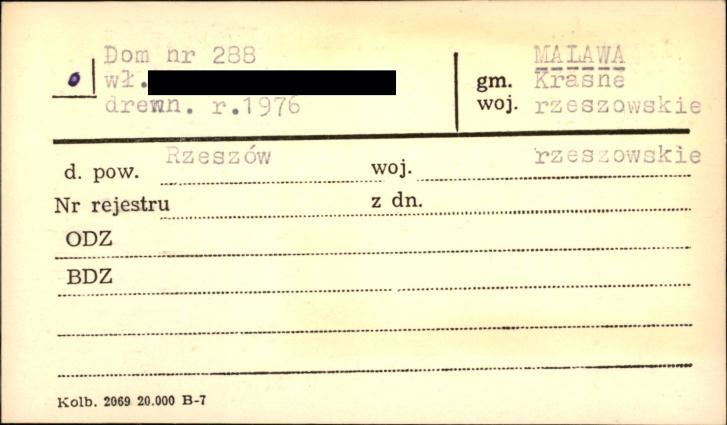 Dom nr 288
MALAWA
0
wł.
gm. Krasne
drewn. r.1976
woj. rzeszowskie
d. pow. Rzeszów woj. rzeszowskie
Nr rejestru z dn.
ODZ
BDZ
Kolb. 2069 20.000 B-7